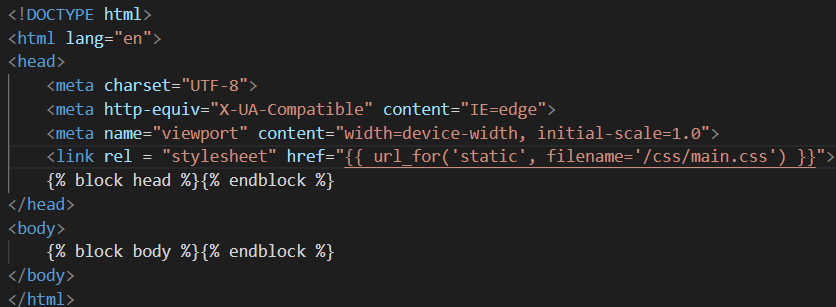 <!DOCTYPE html>
<html lang="en">
<head>
    <meta charset="UTF-8">
    <meta http-equiv="X-UA-Compatible" content="IE=edge">
    <meta name="viewport" content="width=device-width, initial-scale=1.0">
    <link rel = "stylesheet" href="{{ url_for('static', filename='/css/main.css') }}">
    {% block head %}{% endblock %}
</head>
<body>
    {% block body %}{% endblock %}
</body>
</html>